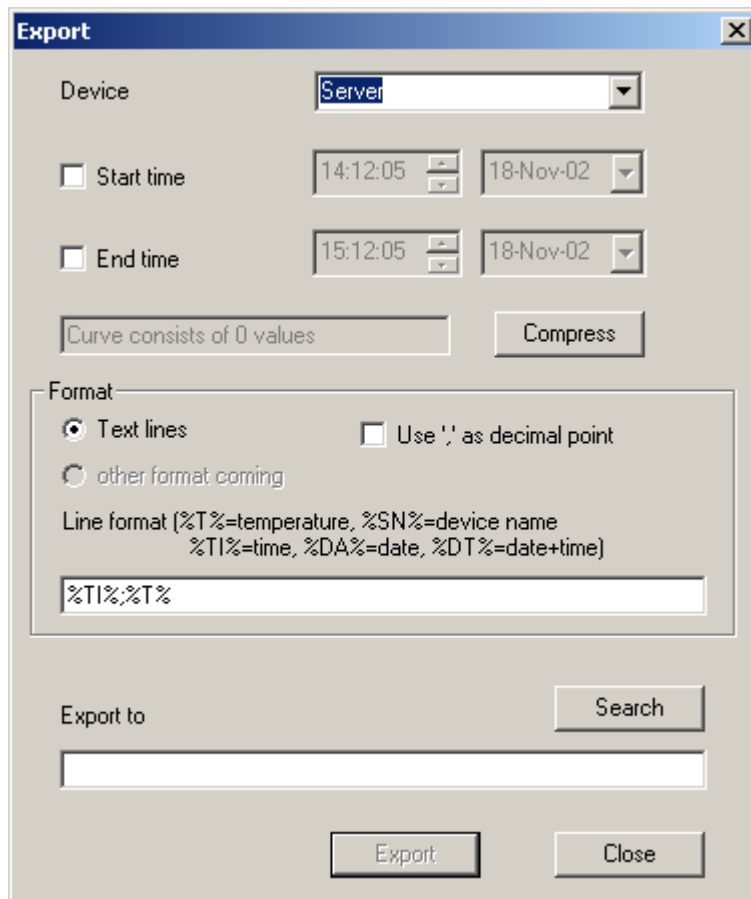 Export
Device Server
Start time 14:12:05 18-Nov-02
End time 15:12:05 18-Nov-02
Curve consists of 0 values Compress
Format
Text lines Use ',' as decimal point
other format coming
Line format (%T%=temperature, %SN%=device name
%TI%=time, %DA%=date, %DT%=date+time)
%TI%;%T%
Search
Export to
Export Close